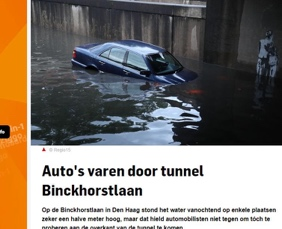 Auto's varen door tunnel
Binckhorstlaan
Op de Binckhorstlaan in Den Haag stond het water vanochtend op enkele plaatsen
zeker een halve meter hoog, maar dat hield automobilisten niet tegen om tóch te
proberen aan de overkant van de tunnel te komen